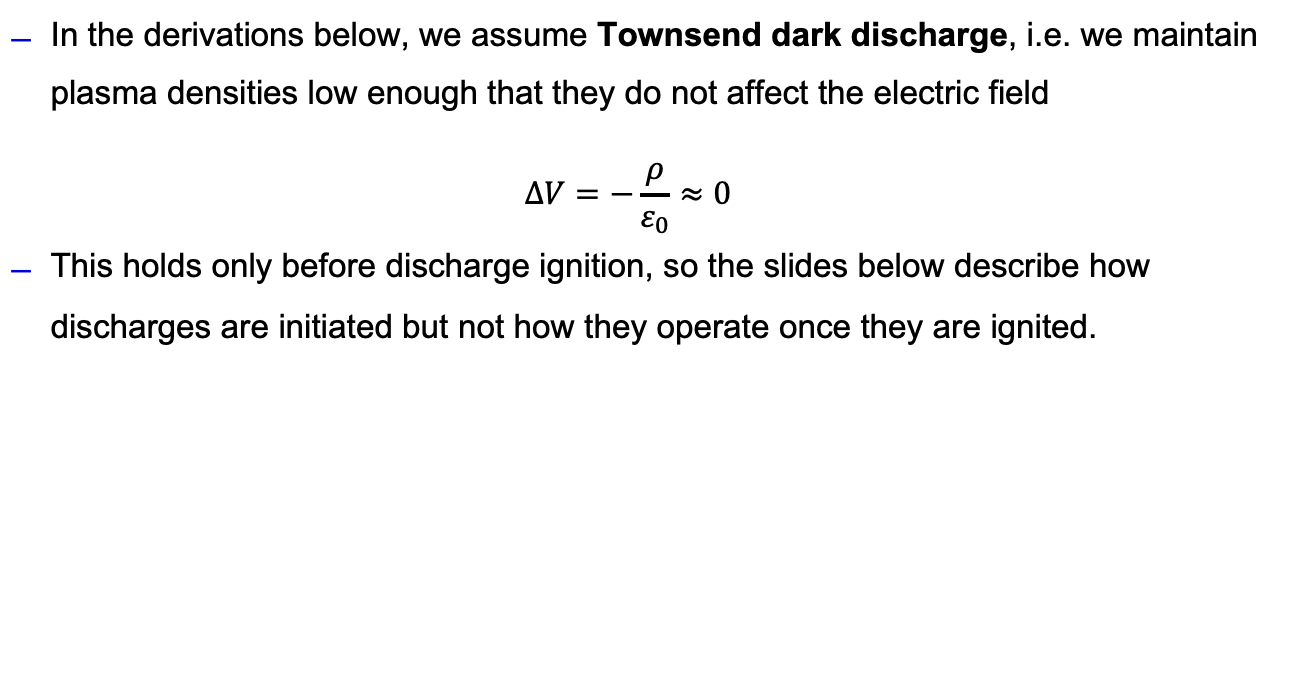 – In the derivations below, we assume Townsend dark discharge, i.e. we maintain
plasma densities low enough that they do not affect the electric field
ΔV = −ρ/ε₀ ≈ 0
– This holds only before discharge ignition, so the slides below describe how
discharges are initiated but not how they operate once they are ignited.